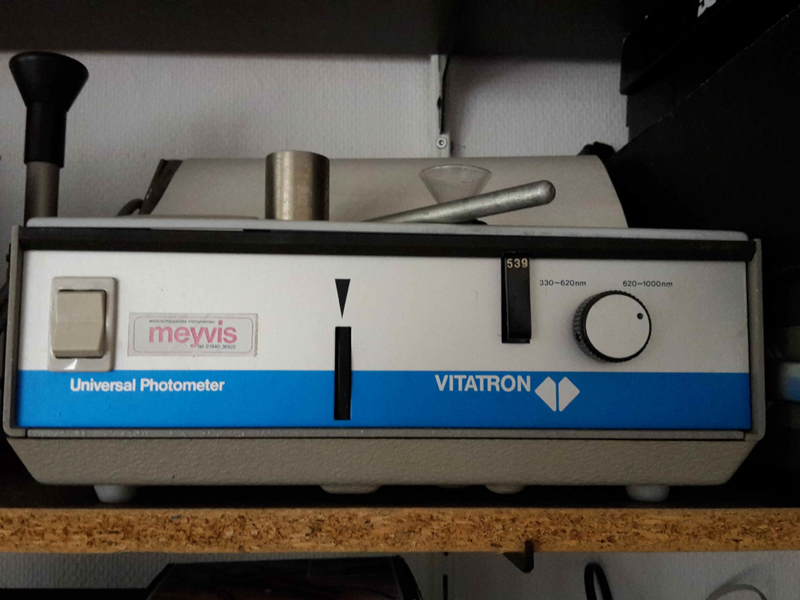 539
330-620nm
620-1000nm
meyvis
Universal Photometer
VITATRON